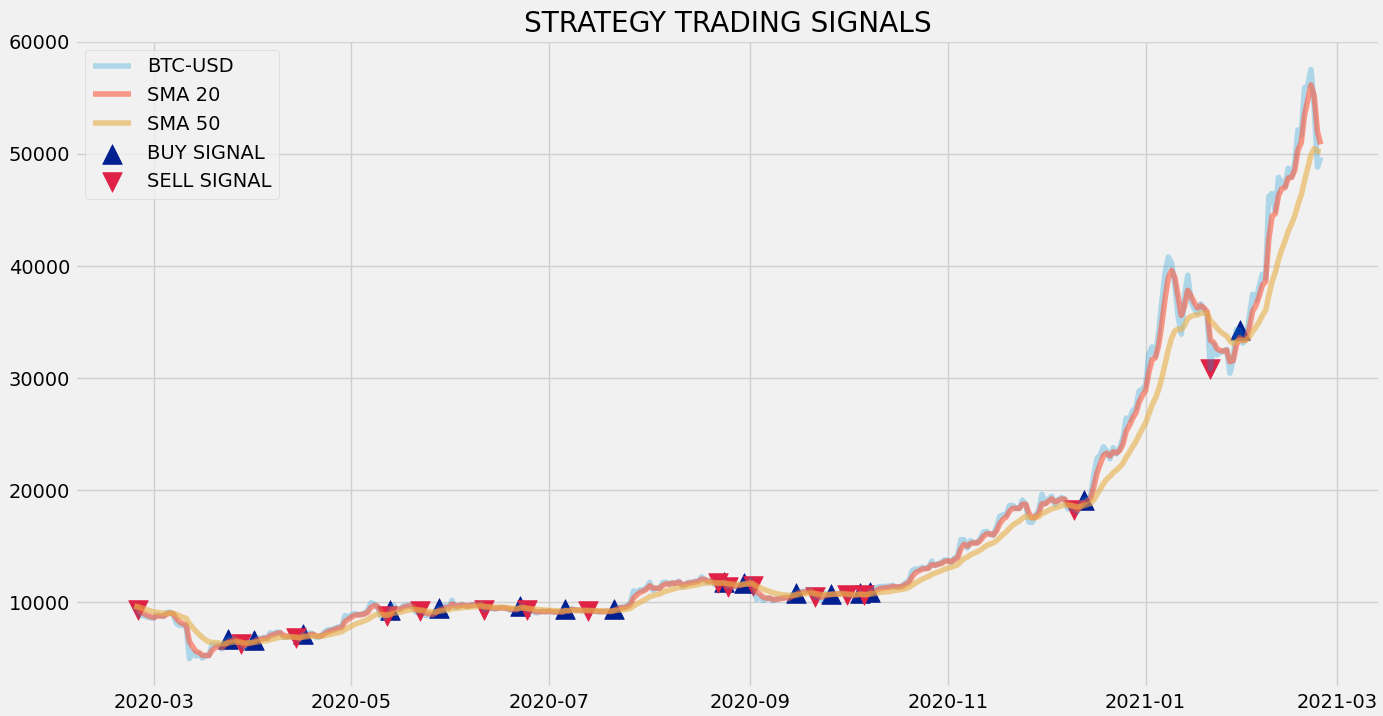 STRATEGY TRADING SIGNALS
60000
50000
40000
30000
20000
10000
BTC-USD
SMA 20
SMA 50
BUY SIGNAL
SELL SIGNAL
2020-03
2020-05
2020-07
2020-09
2020-11
2021-01
2021-03